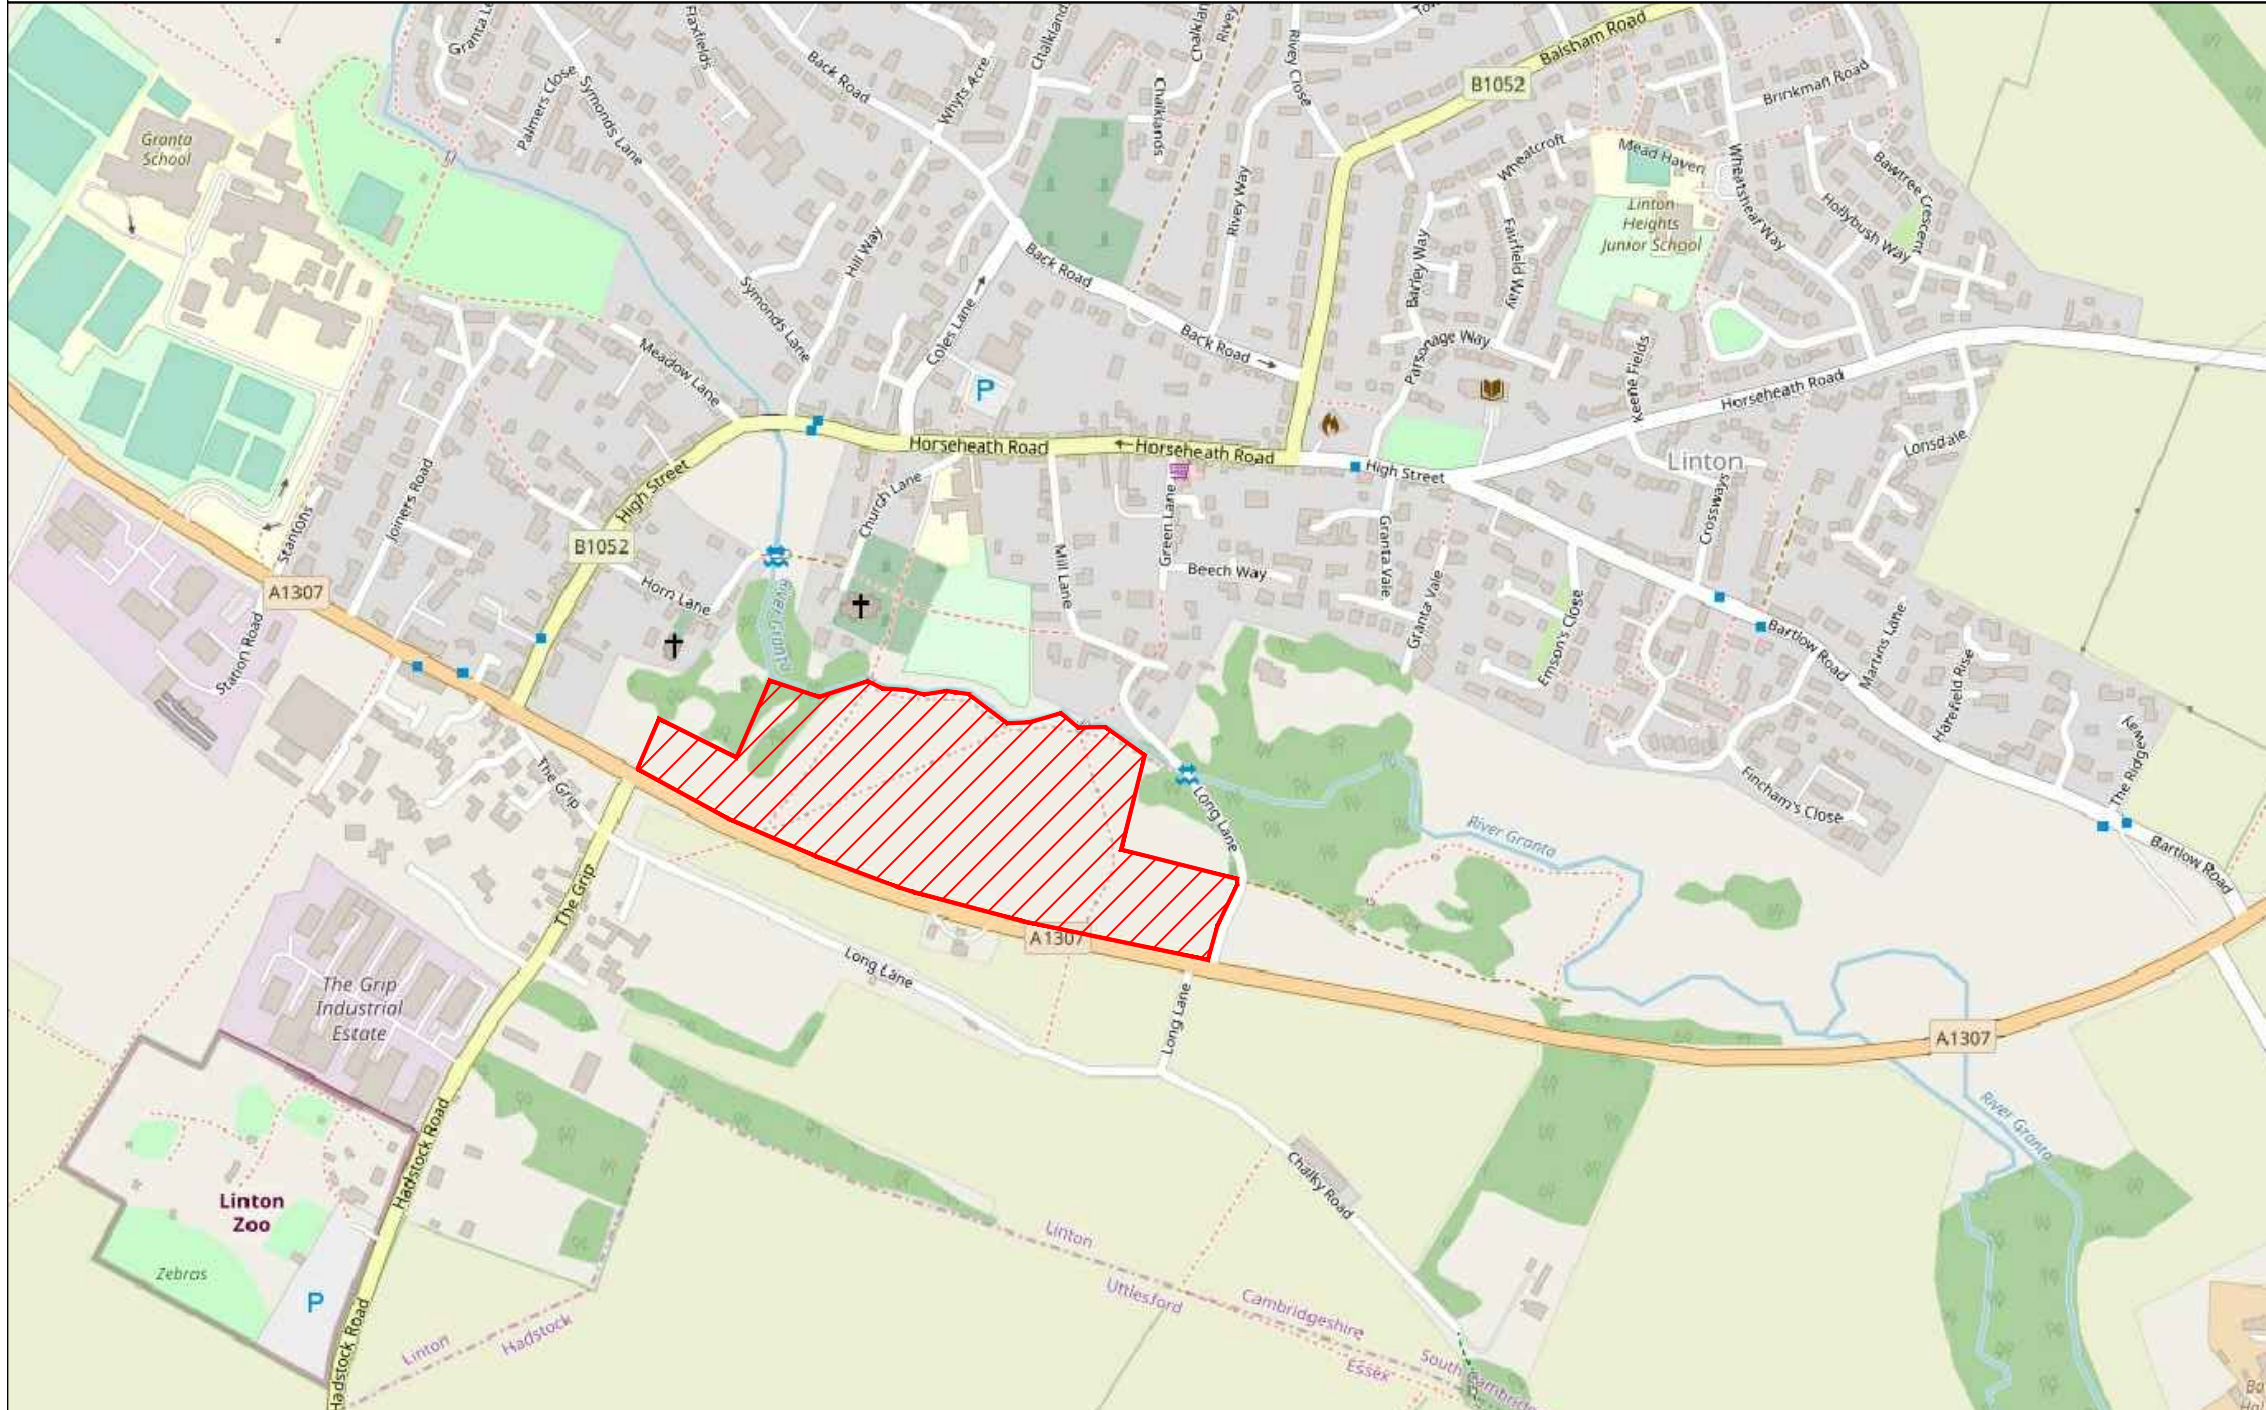 Granta
Flaxfields
Back Road
Whyts Acre
Chalkland
Rivey
Rivey Close
Balsham Road
B1052
Brinkman Road
Palmers Close
Symonds Lane
Chalklands
Granta
School
Mead Haven
Wheatcroft
Wheatsheaf Way
Bawtree Crescent
Hollybush Way
Linton
Heights
Junior School
Rivey Way
Hill Way
Back Road
Barley Way
Fairfield Way
Symonds Lane
Coles Lane
Back Road
Parsonage Way
Keene Fields
Meadow Lane
P
Horseheath Road
Horseheath Road
Horseheath Road
High Street
Linton
Lonsdale
Joiners Road
High Street
Church Lane
Green Lane
Granta Vale
Crossways
Stantons
B1052
Mill Lane
Beech Way
A1307
Horn Lane
River Granta
Granta Vale
Emson's Close
Bartlow Road
Martins Lane
Station Road
Harefield Rise
The Ridgeway
The Grip
Long Lane
Fincham's Close
River Granta
Bartlow Road
The Grip
A1307
Long Lane
The Grip
Industrial
Estate
Long Lane
A1307
River Granta
Hadstock Road
Chalky Road
Linton
Zoo
Linton
Zebras
Uttlesford
Cambridgeshire
P
Linton
Hadstock
Essex
South Cambridge
Hadstock Road